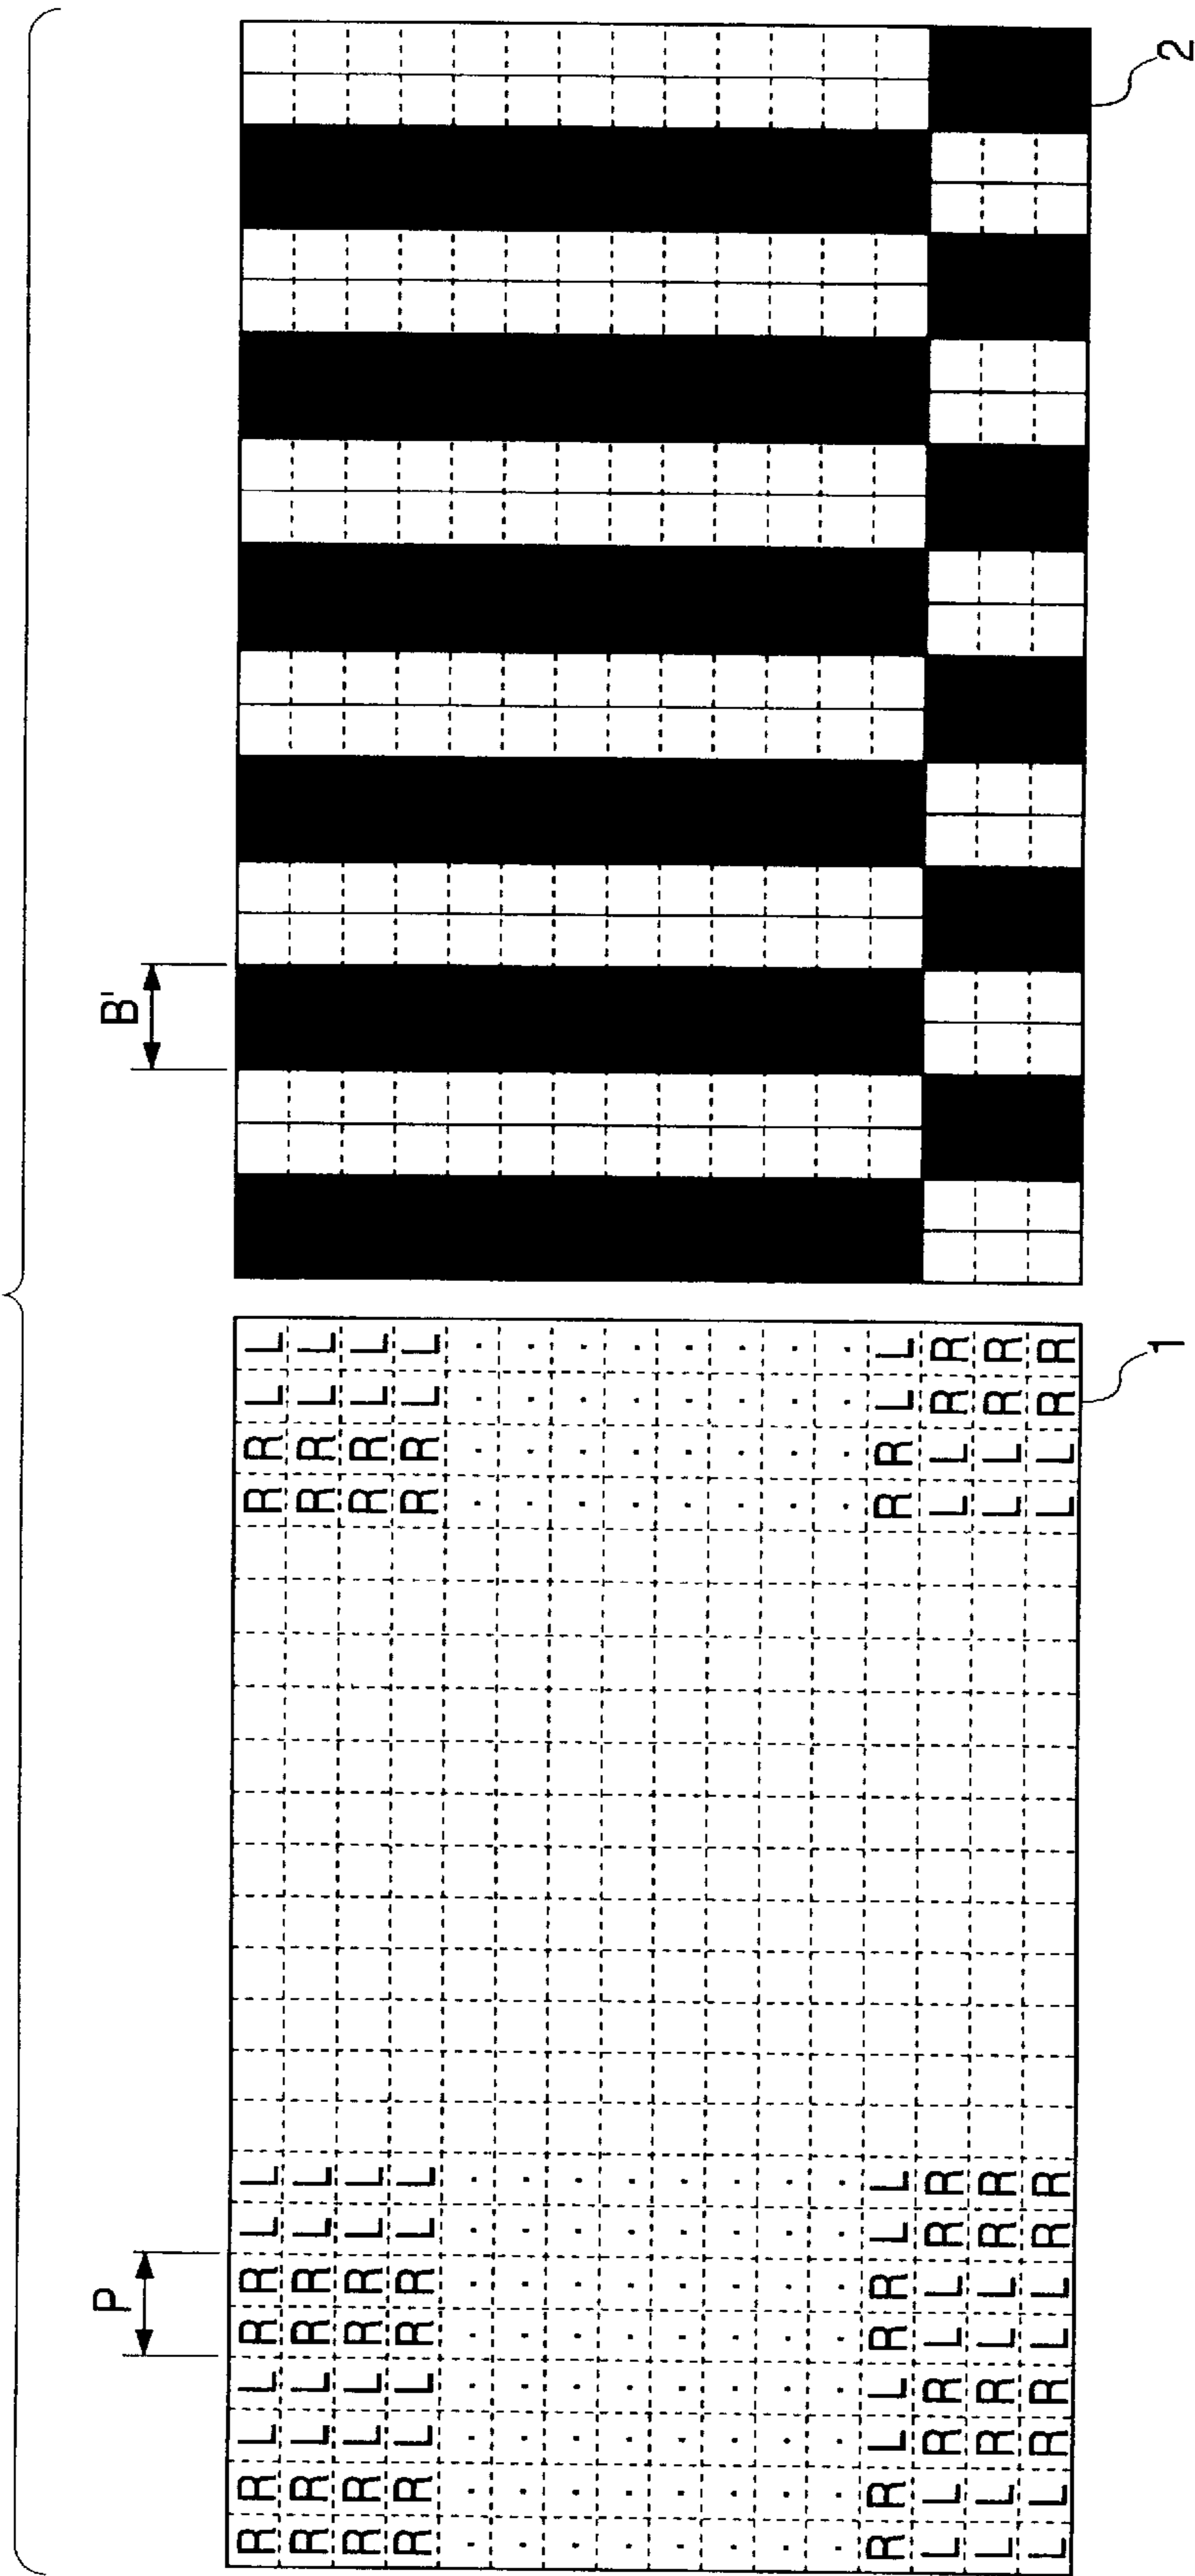 P B'
R R L L R R L L R R L L
R R L L R R L L R R L L
R R L L R R L L R R L L
R R L L R R L L R R L L
. . . . . . . . . . . .
. . . . . . . . . . . .
. . . . . . . . . . . .
. . . . . . . . . . . .
. . . . . . . . . . . .
. . . . . . . . . . . .
. . . . . . . . . . . .
. . . . . . . . . . . .
R R L L R R L L R R L L
L L R R L L R R L L R R
L L R R L L R R L L R R
L L R R L L R R L L R R
1 2